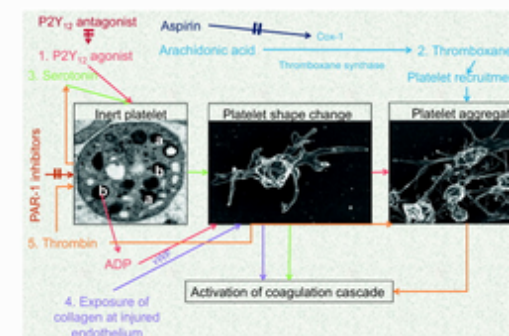 P2Y12 antagonist
Aspirin
Cox-1
1. P2Y12 agonist
Arachidonic acid
2. Thromboxane
Thromboxane synthase
3. Serotonin
Platelet recruitme
Inert platelet
Platelet shape change
Platelet aggregat
a
b
b
a
PAR-1 inhibitors
5. Thrombin
ADP
vWF
4. Exposure of
collagen at injured
endothelium
Activation of coagulation cascade